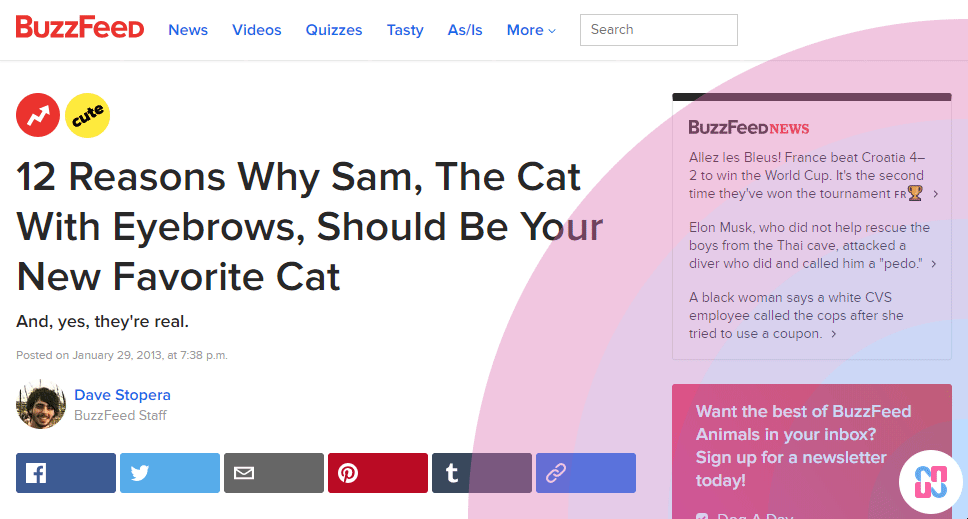 BuzzFeeD
News Videos Quizzes Tasty As/Is More
Search
cute
12 Reasons Why Sam, The Cat
With Eyebrows, Should Be Your
New Favorite Cat
And, yes, they're real.
Posted on January 29, 2013, at 7:38 p.m.
Dave Stopera
BuzzFeed Staff
BuzzFeeD NEWS
Allez les Bleus! France beat Croatia 4–
2 to win the World Cup. It's the second
time they've won the tournament FR🏆 >
Elon Musk, who did not help rescue the
boys from the Thai cave, attacked a
diver who did and called him a "pedo." >
A black woman says a white CVS
employee called the cops after she
tried to use a coupon. >
Want the best of BuzzFeed
Animals in your inbox?
Sign up for a newsletter
today!
Dog A Day